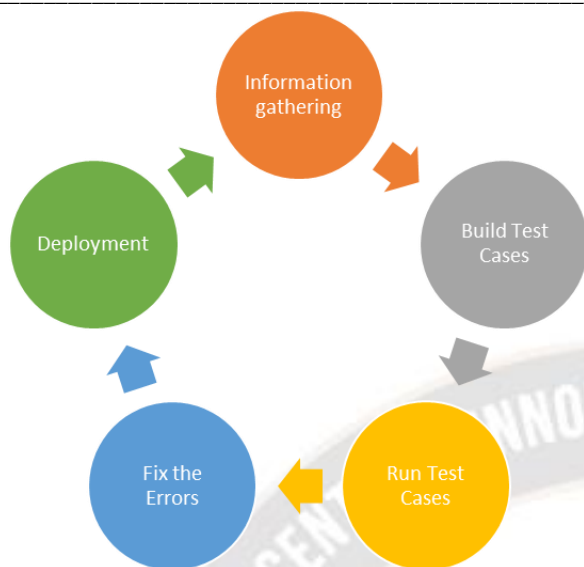 Information
gathering
Build Test
Cases
Run Test
Cases
Fix the
Errors
Deployment